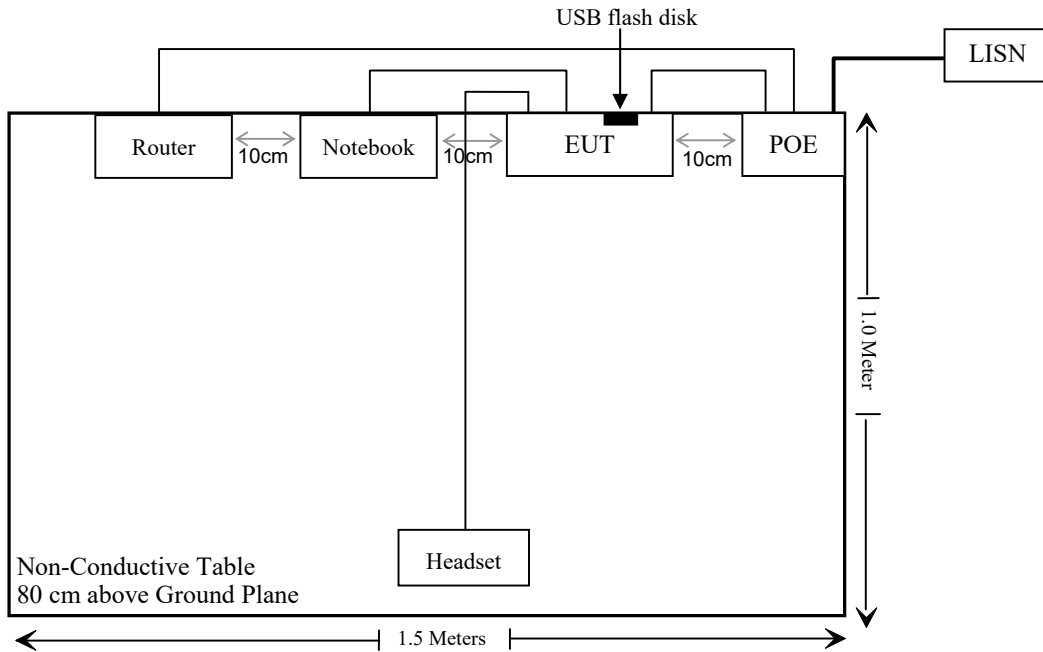 USB flash disk
LISN
Router
10cm
Notebook
10cm
EUT
10cm
POE
1.0 Meter
Headset
Non-Conductive Table
80 cm above Ground Plane
1.5 Meters